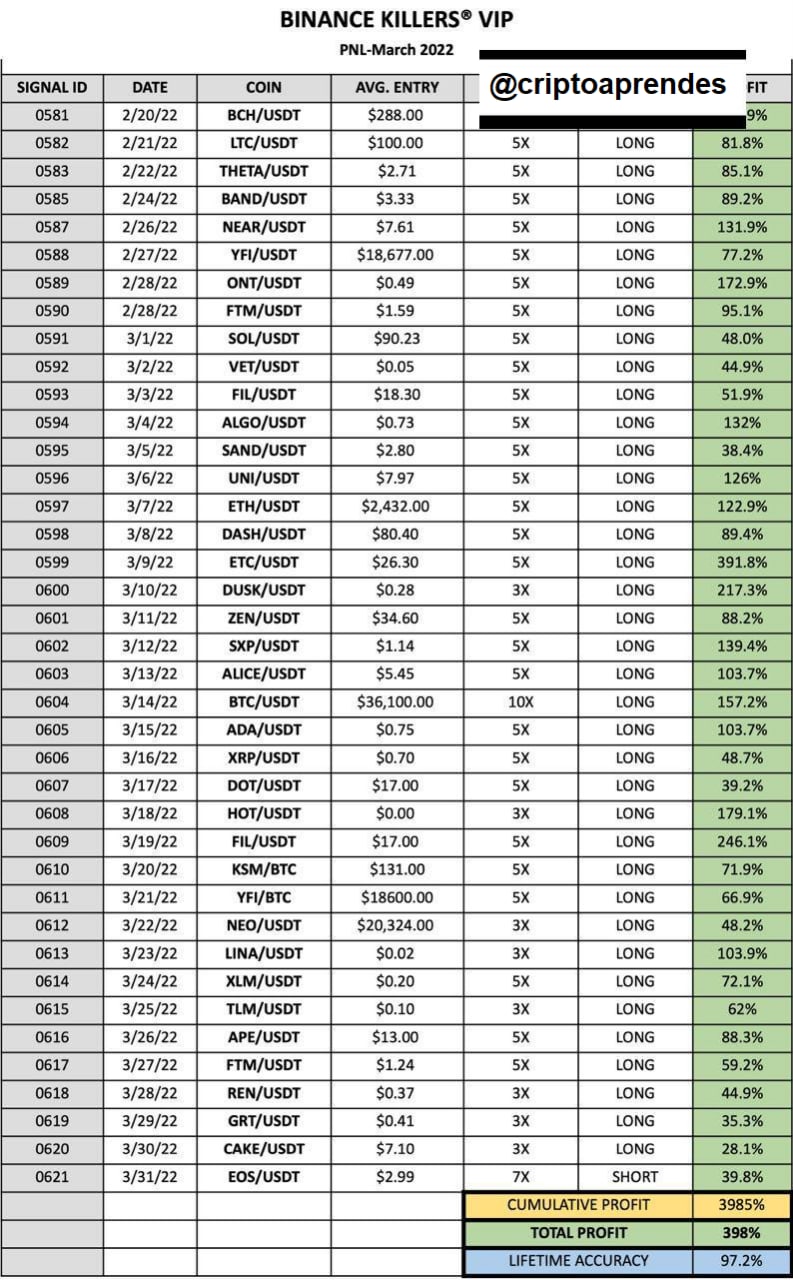 BINANCE KILLERS® VIP
PNL-March 2022
@criptoaprendes
SIGNAL ID DATE COIN AVG. ENTRY FIT
0581 2/20/22 BCH/USDT $288.00 9%
0582 2/21/22 LTC/USDT $100.00 5X LONG 81.8%
0583 2/22/22 THETA/USDT $2.71 5X LONG 85.1%
0585 2/24/22 BAND/USDT $3.33 5X LONG 89.2%
0587 2/26/22 NEAR/USDT $7.61 5X LONG 131.9%
0588 2/27/22 YFI/USDT $18,677.00 5X LONG 77.2%
0589 2/28/22 ONT/USDT $0.49 5X LONG 172.9%
0590 2/28/22 FTM/USDT $1.59 5X LONG 95.1%
0591 3/1/22 SOL/USDT $90.23 5X LONG 48.0%
0592 3/2/22 VET/USDT $0.05 5X LONG 44.9%
0593 3/3/22 FIL/USDT $18.30 5X LONG 51.9%
0594 3/4/22 ALGO/USDT $0.73 5X LONG 132%
0595 3/5/22 SAND/USDT $2.80 5X LONG 38.4%
0596 3/6/22 UNI/USDT $7.97 5X LONG 126%
0597 3/7/22 ETH/USDT $2,432.00 5X LONG 122.9%
0598 3/8/22 DASH/USDT $80.40 5X LONG 89.4%
0599 3/9/22 ETC/USDT $26.30 5X LONG 391.8%
0600 3/10/22 DUSK/USDT $0.28 3X LONG 217.3%
0601 3/11/22 ZEN/USDT $34.60 5X LONG 88.2%
0602 3/12/22 SXP/USDT $1.14 5X LONG 139.4%
0603 3/13/22 ALICE/USDT $5.45 5X LONG 103.7%
0604 3/14/22 BTC/USDT $36,100.00 10X LONG 157.2%
0605 3/15/22 ADA/USDT $0.75 5X LONG 103.7%
0606 3/16/22 XRP/USDT $0.70 5X LONG 48.7%
0607 3/17/22 DOT/USDT $17.00 5X LONG 39.2%
0608 3/18/22 HOT/USDT $0.00 3X LONG 179.1%
0609 3/19/22 FIL/USDT $17.00 5X LONG 246.1%
0610 3/20/22 KSM/BTC $131.00 5X LONG 71.9%
0611 3/21/22 YFI/BTC $18600.00 5X LONG 66.9%
0612 3/22/22 NEO/USDT $20,324.00 3X LONG 48.2%
0613 3/23/22 LINA/USDT $0.02 3X LONG 103.9%
0614 3/24/22 XLM/USDT $0.20 5X LONG 72.1%
0615 3/25/22 TLM/USDT $0.10 3X LONG 62%
0616 3/26/22 APE/USDT $13.00 5X LONG 88.3%
0617 3/27/22 FTM/USDT $1.24 5X LONG 59.2%
0618 3/28/22 REN/USDT $0.37 3X LONG 44.9%
0619 3/29/22 GRT/USDT $0.41 3X LONG 35.3%
0620 3/30/22 CAKE/USDT $7.10 3X LONG 28.1%
0621 3/31/22 EOS/USDT $2.99 7X SHORT 39.8%
CUMULATIVE PROFIT 3985%
TOTAL PROFIT 398%
LIFETIME ACCURACY 97.2%